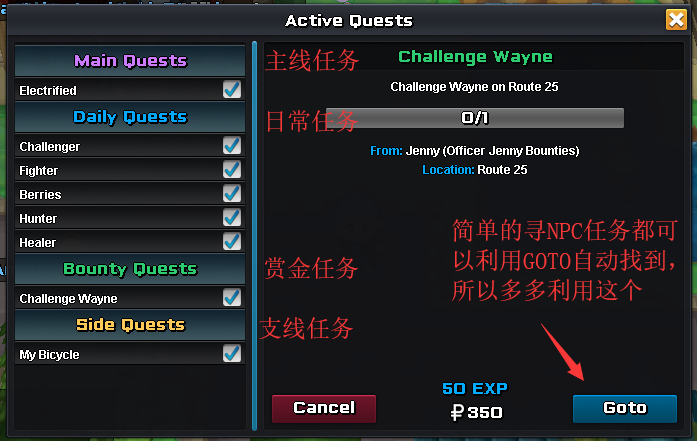 Active Quests
Main Quests
主线任务
Electrified
Daily Quests
日常任务
Challenger
Fighter
Berries
Hunter
Healer
Bounty Quests
赏金任务
Challenge Wayne
Side Quests
支线任务
My Bicycle
Challenge Wayne
Challenge Wayne on Route 25
0/1
From: Jenny (Officer Jenny Bounties)
Location: Route 25
简单的寻NPC任务都可
以利用GOTO自动找到,
所以多多利用这个
Cancel
50 EXP
₽350
Goto